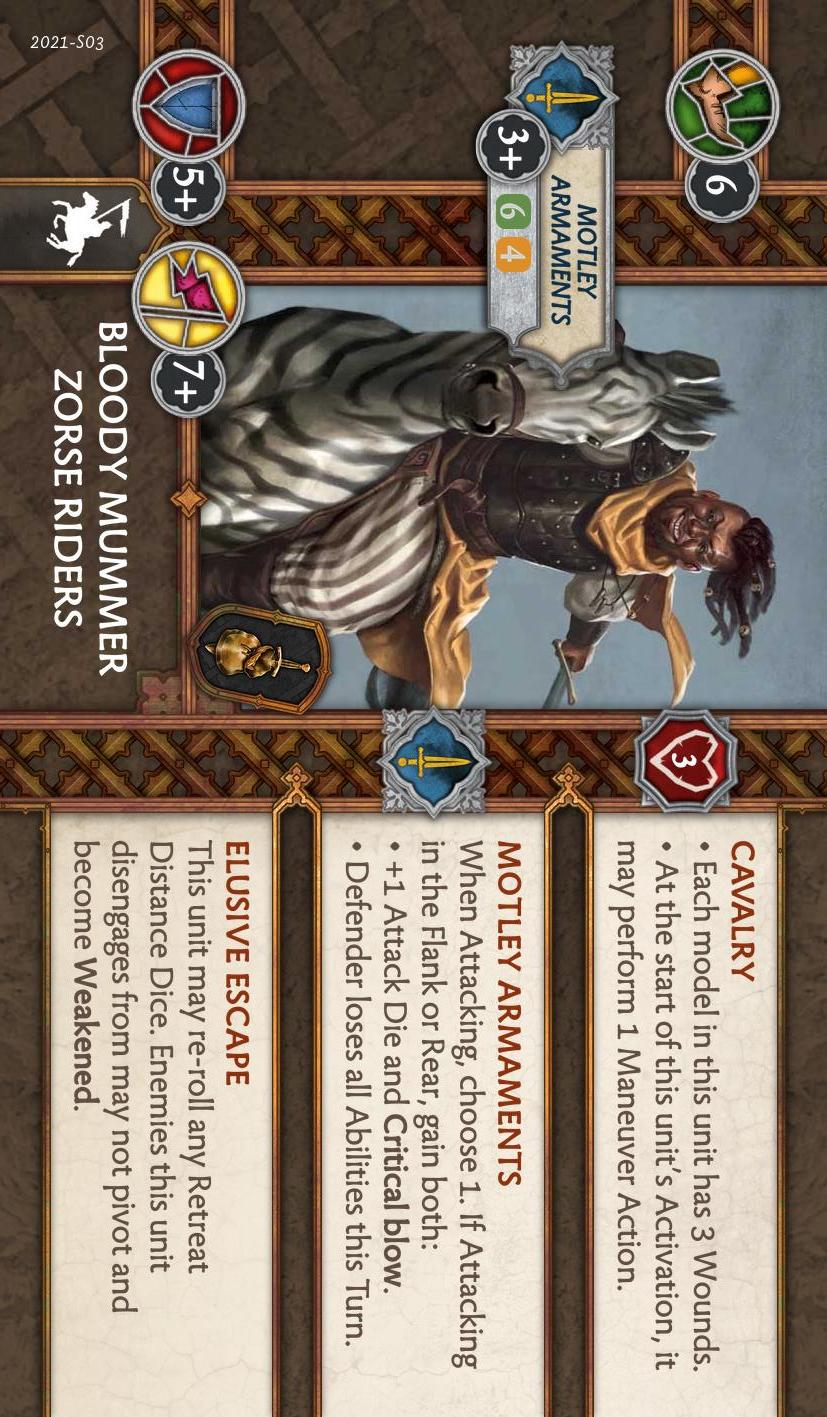 6
MOTLEY
ARMAMENTS
3+
6 4
5+
7+
BLOODY MUMMER
ZORSE RIDERS
2021-S03
3
CAVALRY
• Each model in this unit has 3 Wounds.
• At the start of this unit's Activation, it
may perform 1 Maneuver Action.
MOTLEY ARMAMENTS
When Attacking, choose 1. If Attacking
in the Flank or Rear, gain both:
• +1 Attack Die and Critical blow.
• Defender loses all Abilities this Turn.
ELUSIVE ESCAPE
This unit may re-roll any Retreat
Distance Dice. Enemies this unit
disengages from may not pivot and
become Weakened.